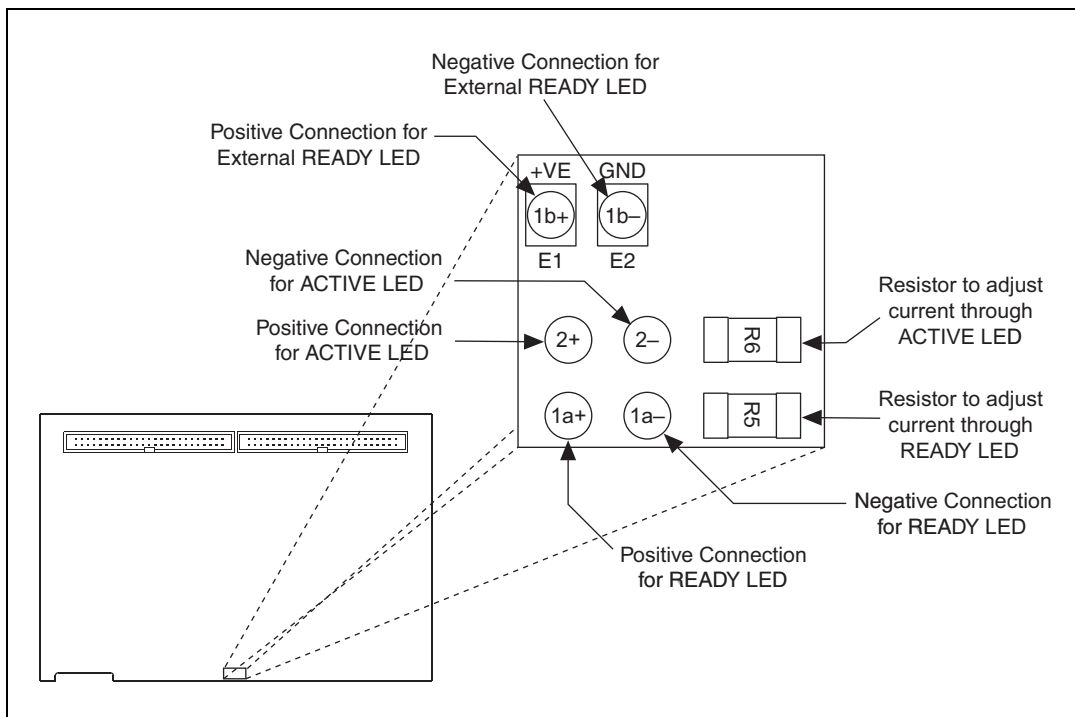 Negative Connection for
External READY LED
Positive Connection for
External READY LED
+VE GND
1b+ 1b–
E1 E2
Negative Connection
for ACTIVE LED
Positive Connection
for ACTIVE LED
2+ 2–
R6
Resistor to adjust
current through
ACTIVE LED
1a+ 1a–
R5
Resistor to adjust
current through
READY LED
Negative Connection
for READY LED
Positive Connection
for READY LED